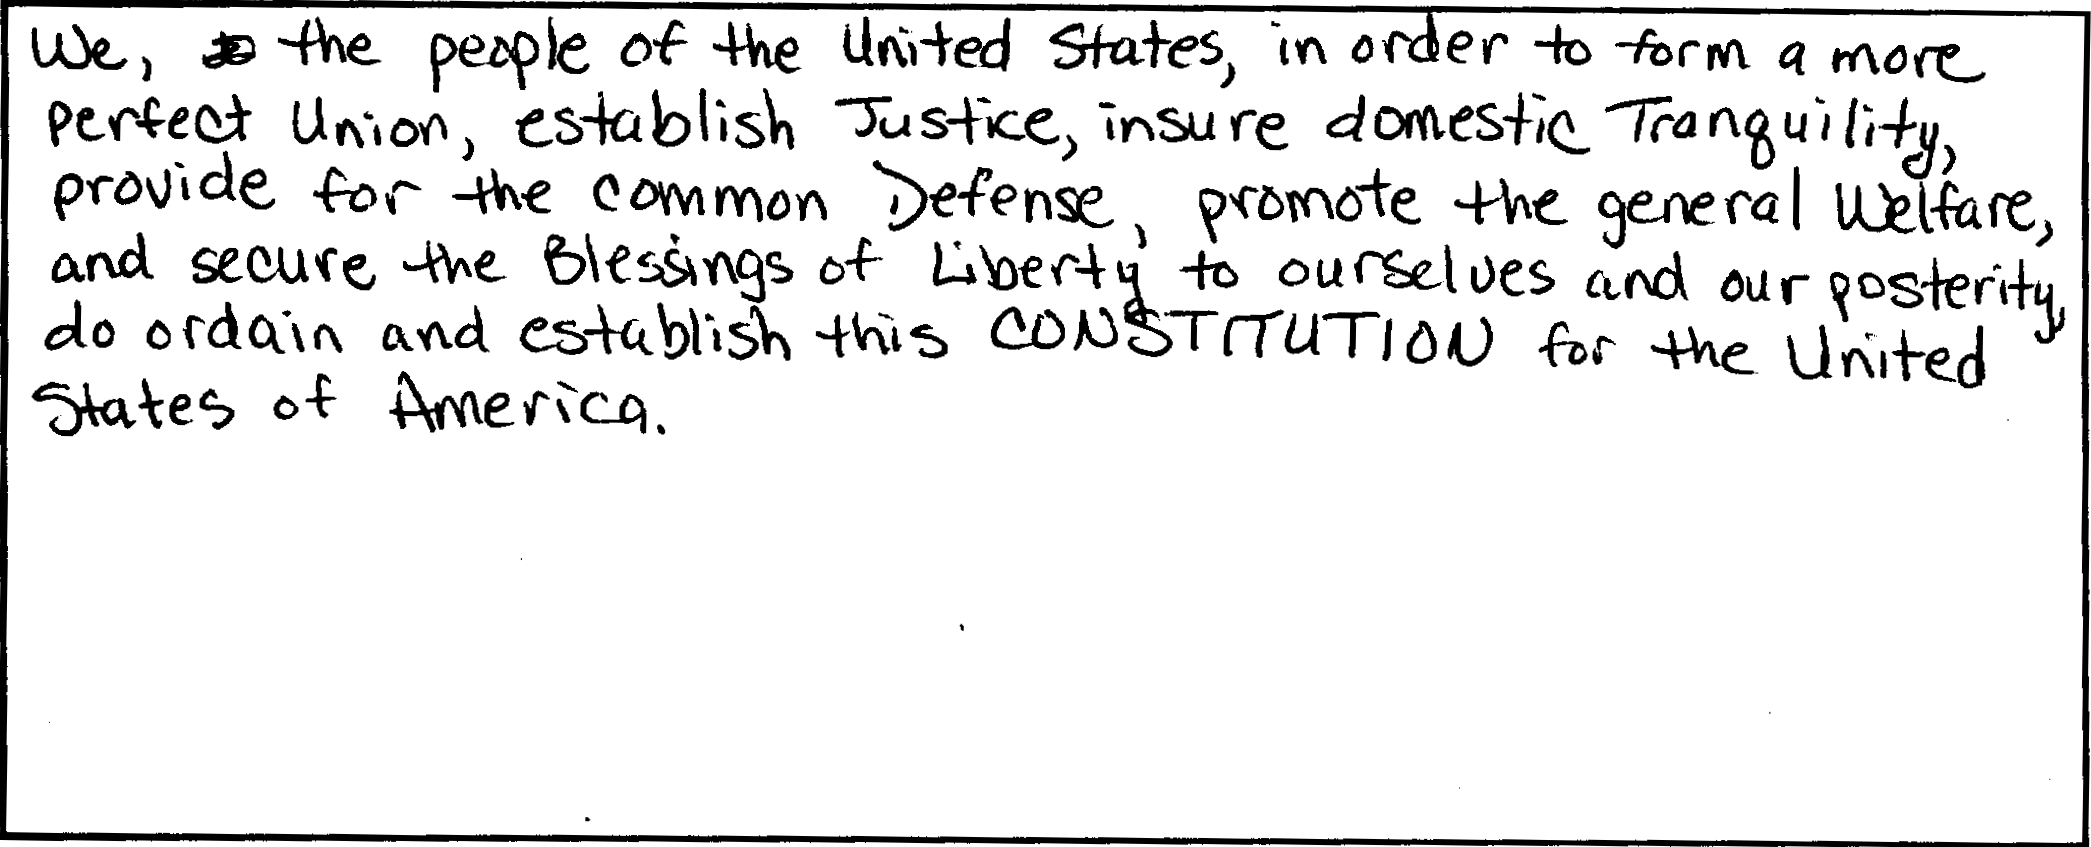 We, the people of the United States, in order to form a more
perfect Union, establish Justice, insure domestic Tranquility,
provide for the common Defense, promote the general Welfare,
and secure the Blessings of Liberty to ourselves and our posterity,
do ordain and establish this CONSTITUTION for the United
States of America.